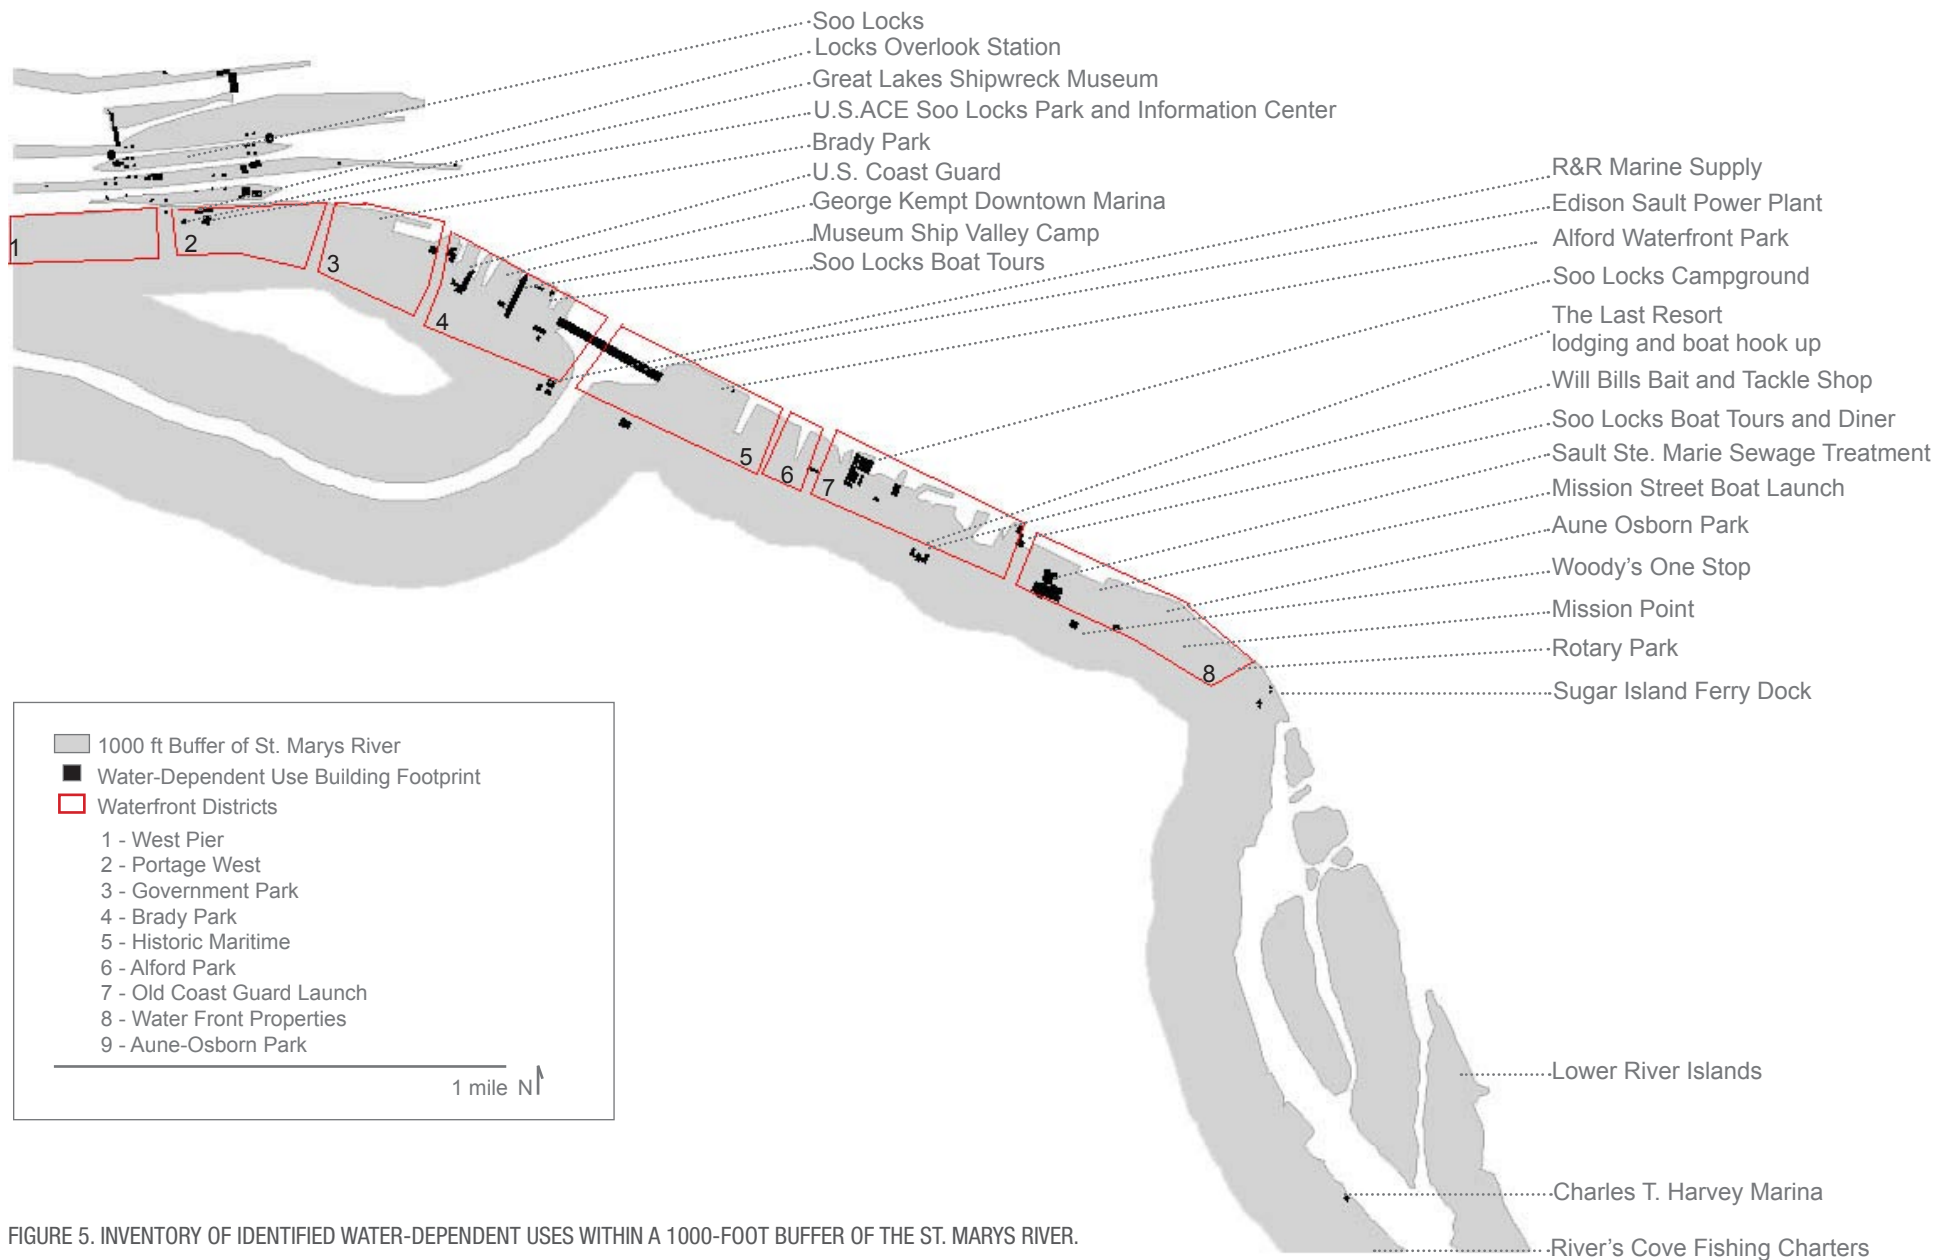 Soo Locks
Locks Overlook Station
Great Lakes Shipwreck Museum
U.S.ACE Soo Locks Park and Information Center
Brady Park
U.S. Coast Guard
George Kempt Downtown Marina
Museum Ship Valley Camp
Soo Locks Boat Tours
R&R Marine Supply
Edison Sault Power Plant
Alford Waterfront Park
Soo Locks Campground
The Last Resort
lodging and boat hook up
Will Bills Bait and Tackle Shop
Soo Locks Boat Tours and Diner
Sault Ste. Marie Sewage Treatment
Mission Street Boat Launch
Aune Osborn Park
Woody's One Stop
Mission Point
Rotary Park
Sugar Island Ferry Dock
Lower River Islands
Charles T. Harvey Marina
River's Cove Fishing Charters
1
2
3
4
5
6
7
8
1000 ft Buffer of St. Marys River
Water-Dependent Use Building Footprint
Waterfront Districts
1 - West Pier
2 - Portage West
3 - Government Park
4 - Brady Park
5 - Historic Maritime
6 - Alford Park
7 - Old Coast Guard Launch
8 - Water Front Properties
9 - Aune-Osborn Park
1 mile N
FIGURE 5. INVENTORY OF IDENTIFIED WATER-DEPENDENT USES WITHIN A 1000-FOOT BUFFER OF THE ST. MARYS RIVER.